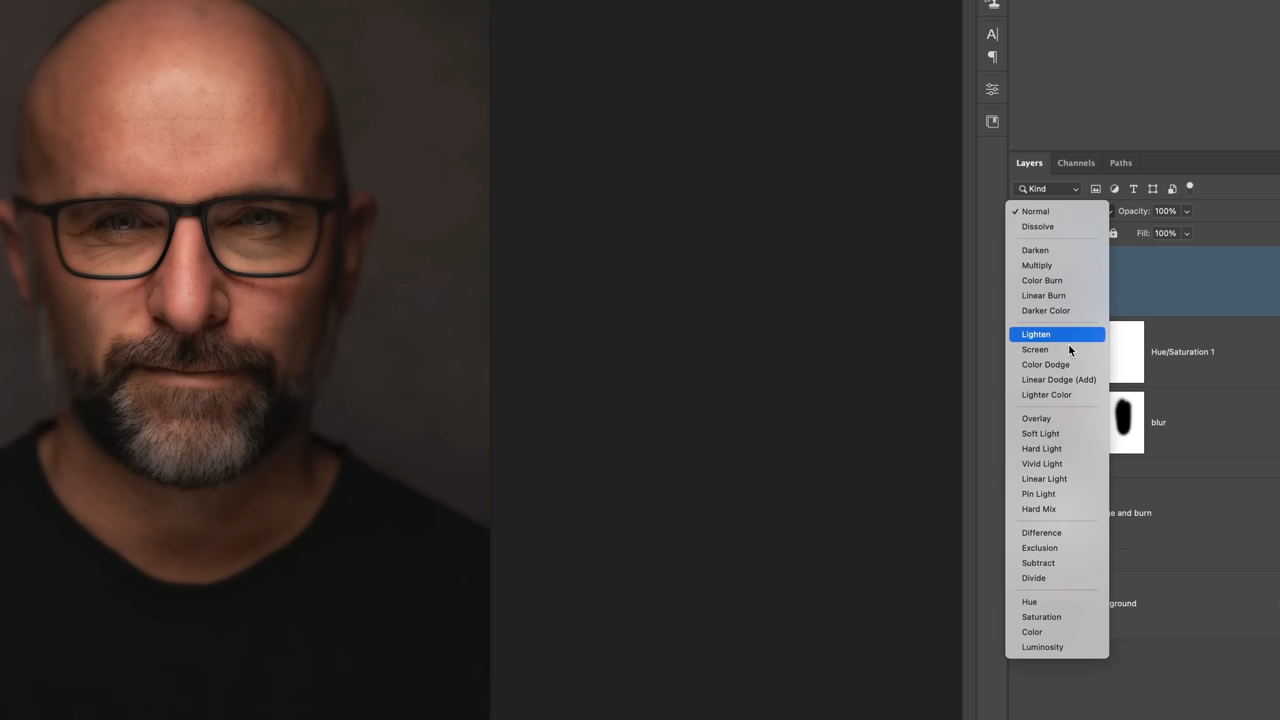 A|
Layers Channels Paths
Kind
Normal
Opacity: 100%
Dissolve
Fill: 100%
Darken
Multiply
Color Burn
Linear Burn
Darker Color
Lighten
Screen
Hue/Saturation 1
Color Dodge
Linear Dodge (Add)
Lighter Color
Overlay
blur
Soft Light
Hard Light
Vivid Light
Linear Light
Pin Light
Hard Mix
and burn
Difference
Exclusion
Subtract
Divide
Hue
ground
Saturation
Color
Luminosity